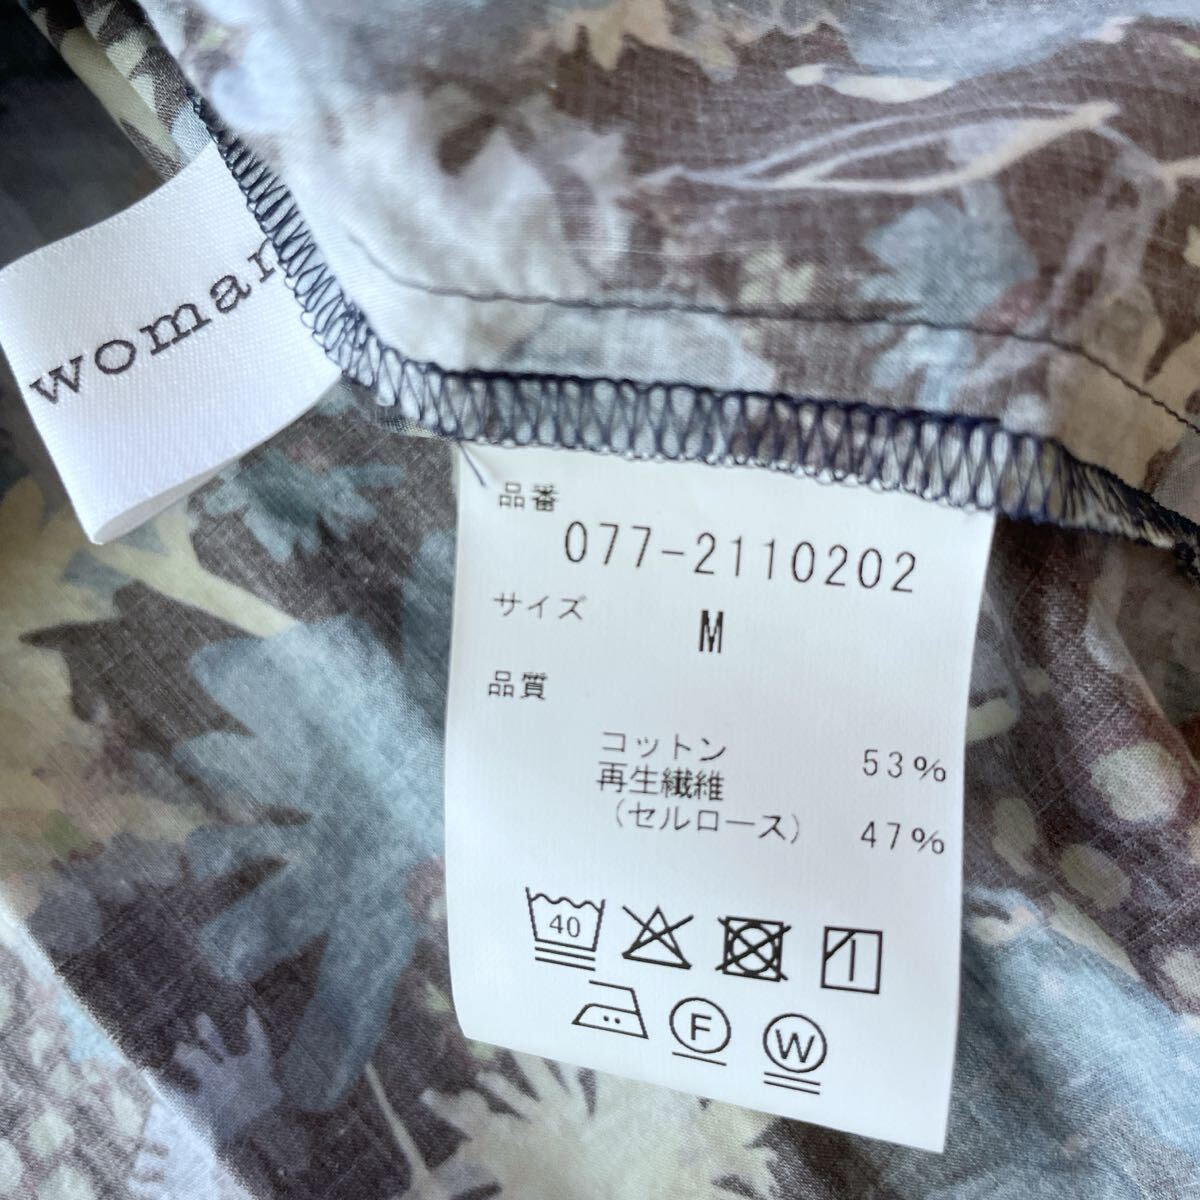 woman
品番
077-2110202
サイズ
M
品質
コットン 53%
再生繊維
(セルロース) 47%
40
F
W